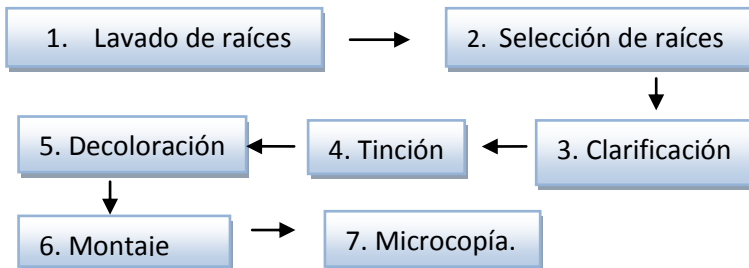 1. Lavado de raíces
2. Selección de raíces
3. Clarificación
4. Tinción
5. Decoloración
6. Montaje
7. Microcopía.